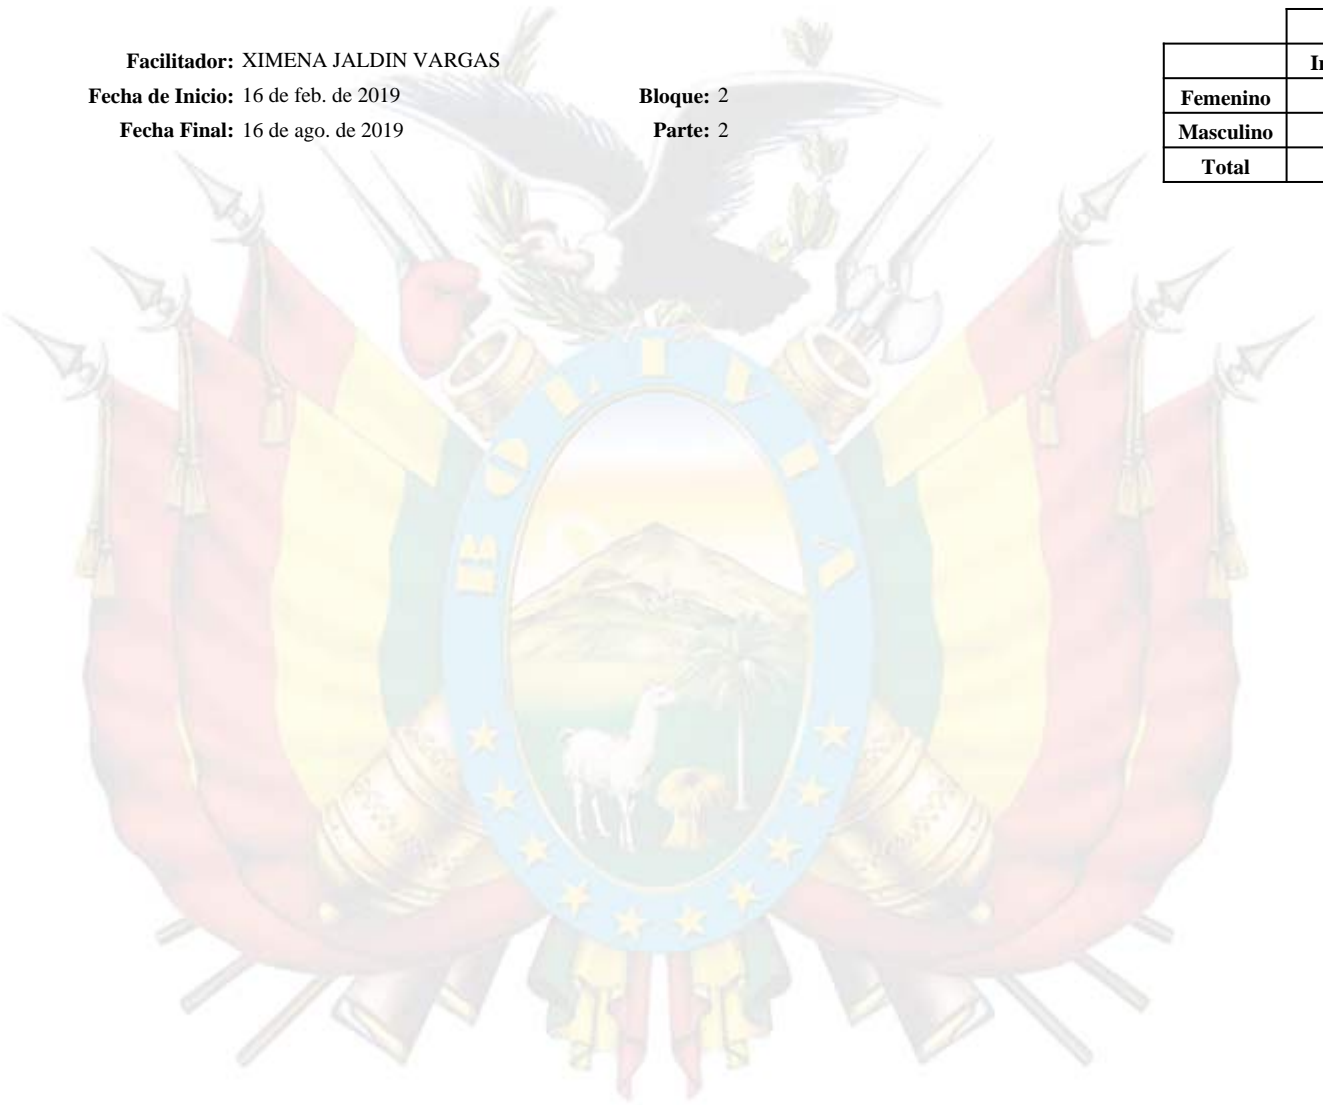 Facilitador: XIMENA JALDIN VARGAS
Fecha de Inicio: 16 de feb. de 2019 Bloque: 2
Fecha Final: 16 de ago. de 2019 Parte: 2
Femenino
Masculino
Total
BOLIVIA